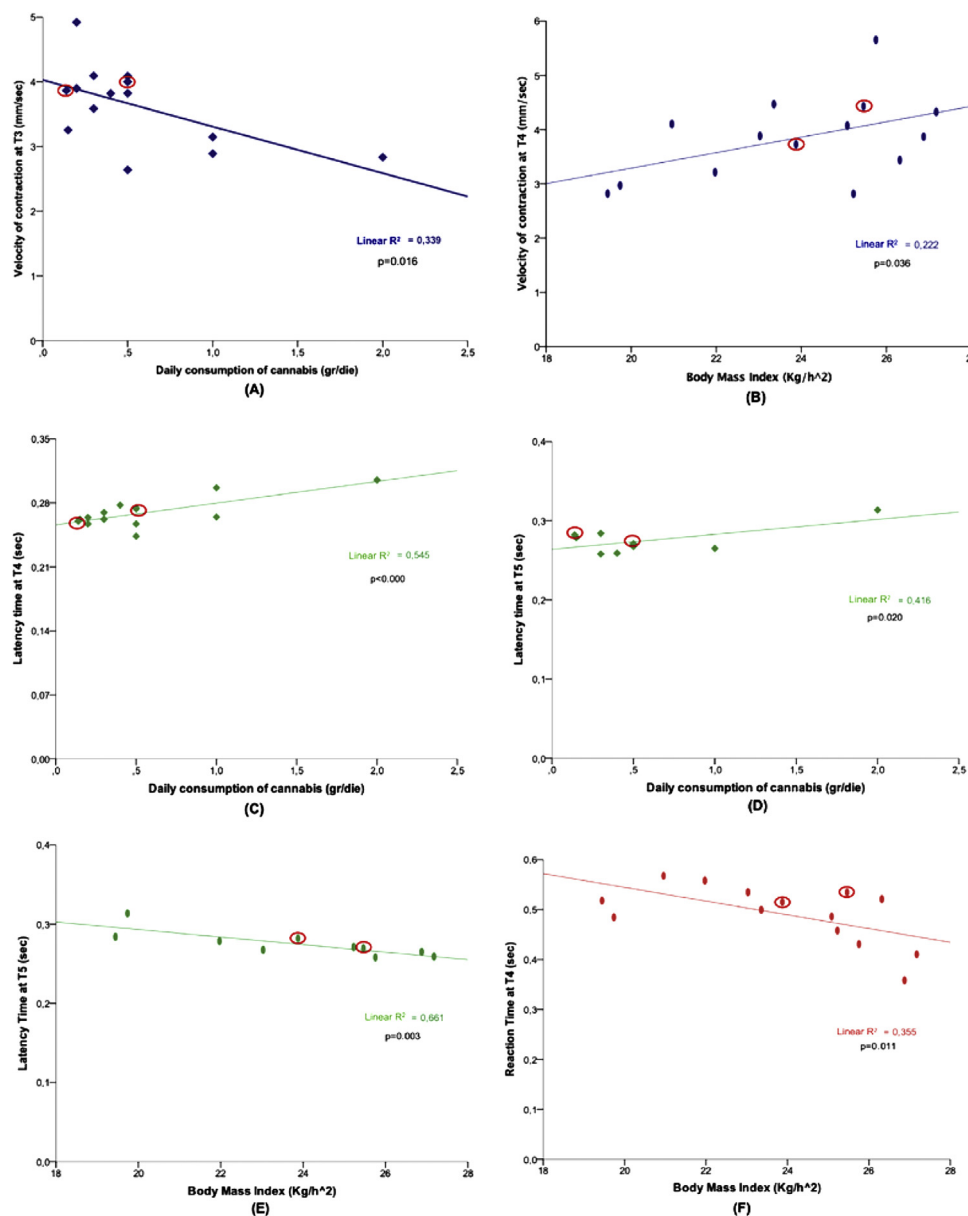 Velocity of contraction at T3 (mm/sec)
5
4
3
2
1
0
,0
,5
1,0
1,5
2,0
2,5
Linear R² = 0,339
p=0.016
Daily consumption of cannabis (gr/die)
(A)
Velocity of contraction at T4 (mm/sec)
6
5
4
3
2
1
0
18
20
22
24
26
28
Linear R² = 0,222
p=0.036
Body Mass Index (Kg/h^2)
(B)
Latency time at T4 (sec)
0,35
0,28
0,21
0,14
0,07
0,00
,0
,5
1,0
1,5
2,0
2,5
Linear R² = 0,545
p<0.000
Daily consumption of cannabis (gr/die)
(C)
Latency time at T5 (sec)
0,4
0,3
0,2
0,1
0,0
,0
,5
1,0
1,5
2,0
2,5
Linear R² = 0,416
p=0.020
Daily consumption of cannabis (gr/die)
(D)
Latency Time at T5 (sec)
0,4
0,3
0,2
0,1
0,0
18
20
22
24
26
28
Linear R² = 0,661
p=0.003
Body Mass Index (Kg/h^2)
(E)
Reaction Time at T4 (sec)
0,6
0,5
0,4
0,3
0,2
0,1
0,0
18
20
22
24
26
28
Linear R² = 0,355
p=0.011
Body Mass Index (Kg/h^2)
(F)